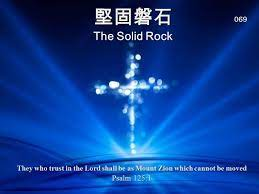 堅固磐石
069
The Solid Rock
They who trust in the Lord shall be as Mount Zion which cannot be moved
Psalm 125:1